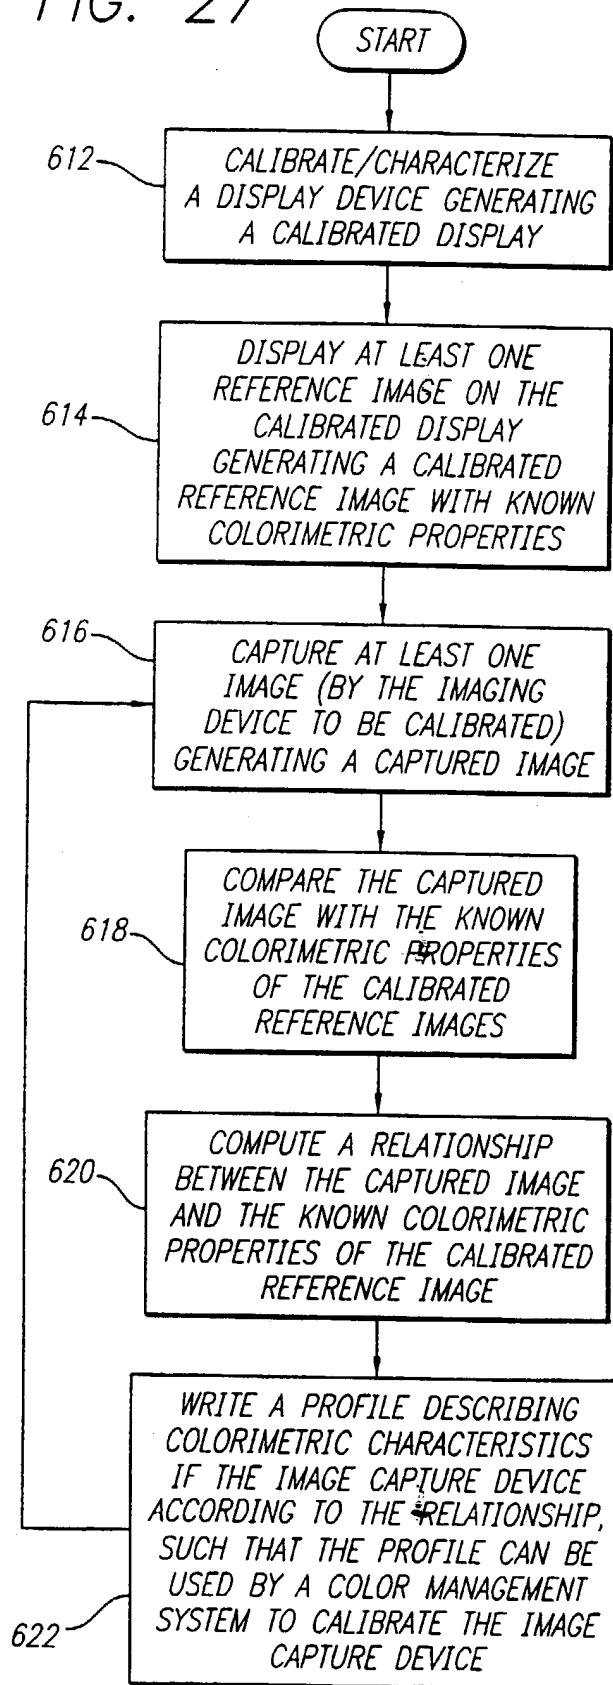 FIG. 27
START
612
CALIBRATE/CHARACTERIZE
A DISPLAY DEVICE GENERATING
A CALIBRATED DISPLAY
614
DISPLAY AT LEAST ONE
REFERENCE IMAGE ON THE
CALIBRATED DISPLAY
GENERATING A CALIBRATED
REFERENCE IMAGE WITH KNOWN
COLORIMETRIC PROPERTIES
616
CAPTURE AT LEAST ONE
IMAGE (BY THE IMAGING
DEVICE TO BE CALIBRATED)
GENERATING A CAPTURED IMAGE
618
COMPARE THE CAPTURED
IMAGE WITH THE KNOWN
COLORIMETRIC PROPERTIES
OF THE CALIBRATED
REFERENCE IMAGES
620
COMPUTE A RELATIONSHIP
BETWEEN THE CAPTURED IMAGE
AND THE KNOWN COLORIMETRIC
PROPERTIES OF THE CALIBRATED
REFERENCE IMAGE
622
WRITE A PROFILE DESCRIBING
COLORIMETRIC CHARACTERISTICS
IF THE IMAGE CAPTURE DEVICE
ACCORDING TO THE RELATIONSHIP,
SUCH THAT THE PROFILE CAN BE
USED BY A COLOR MANAGEMENT
SYSTEM TO CALIBRATE THE IMAGE
CAPTURE DEVICE